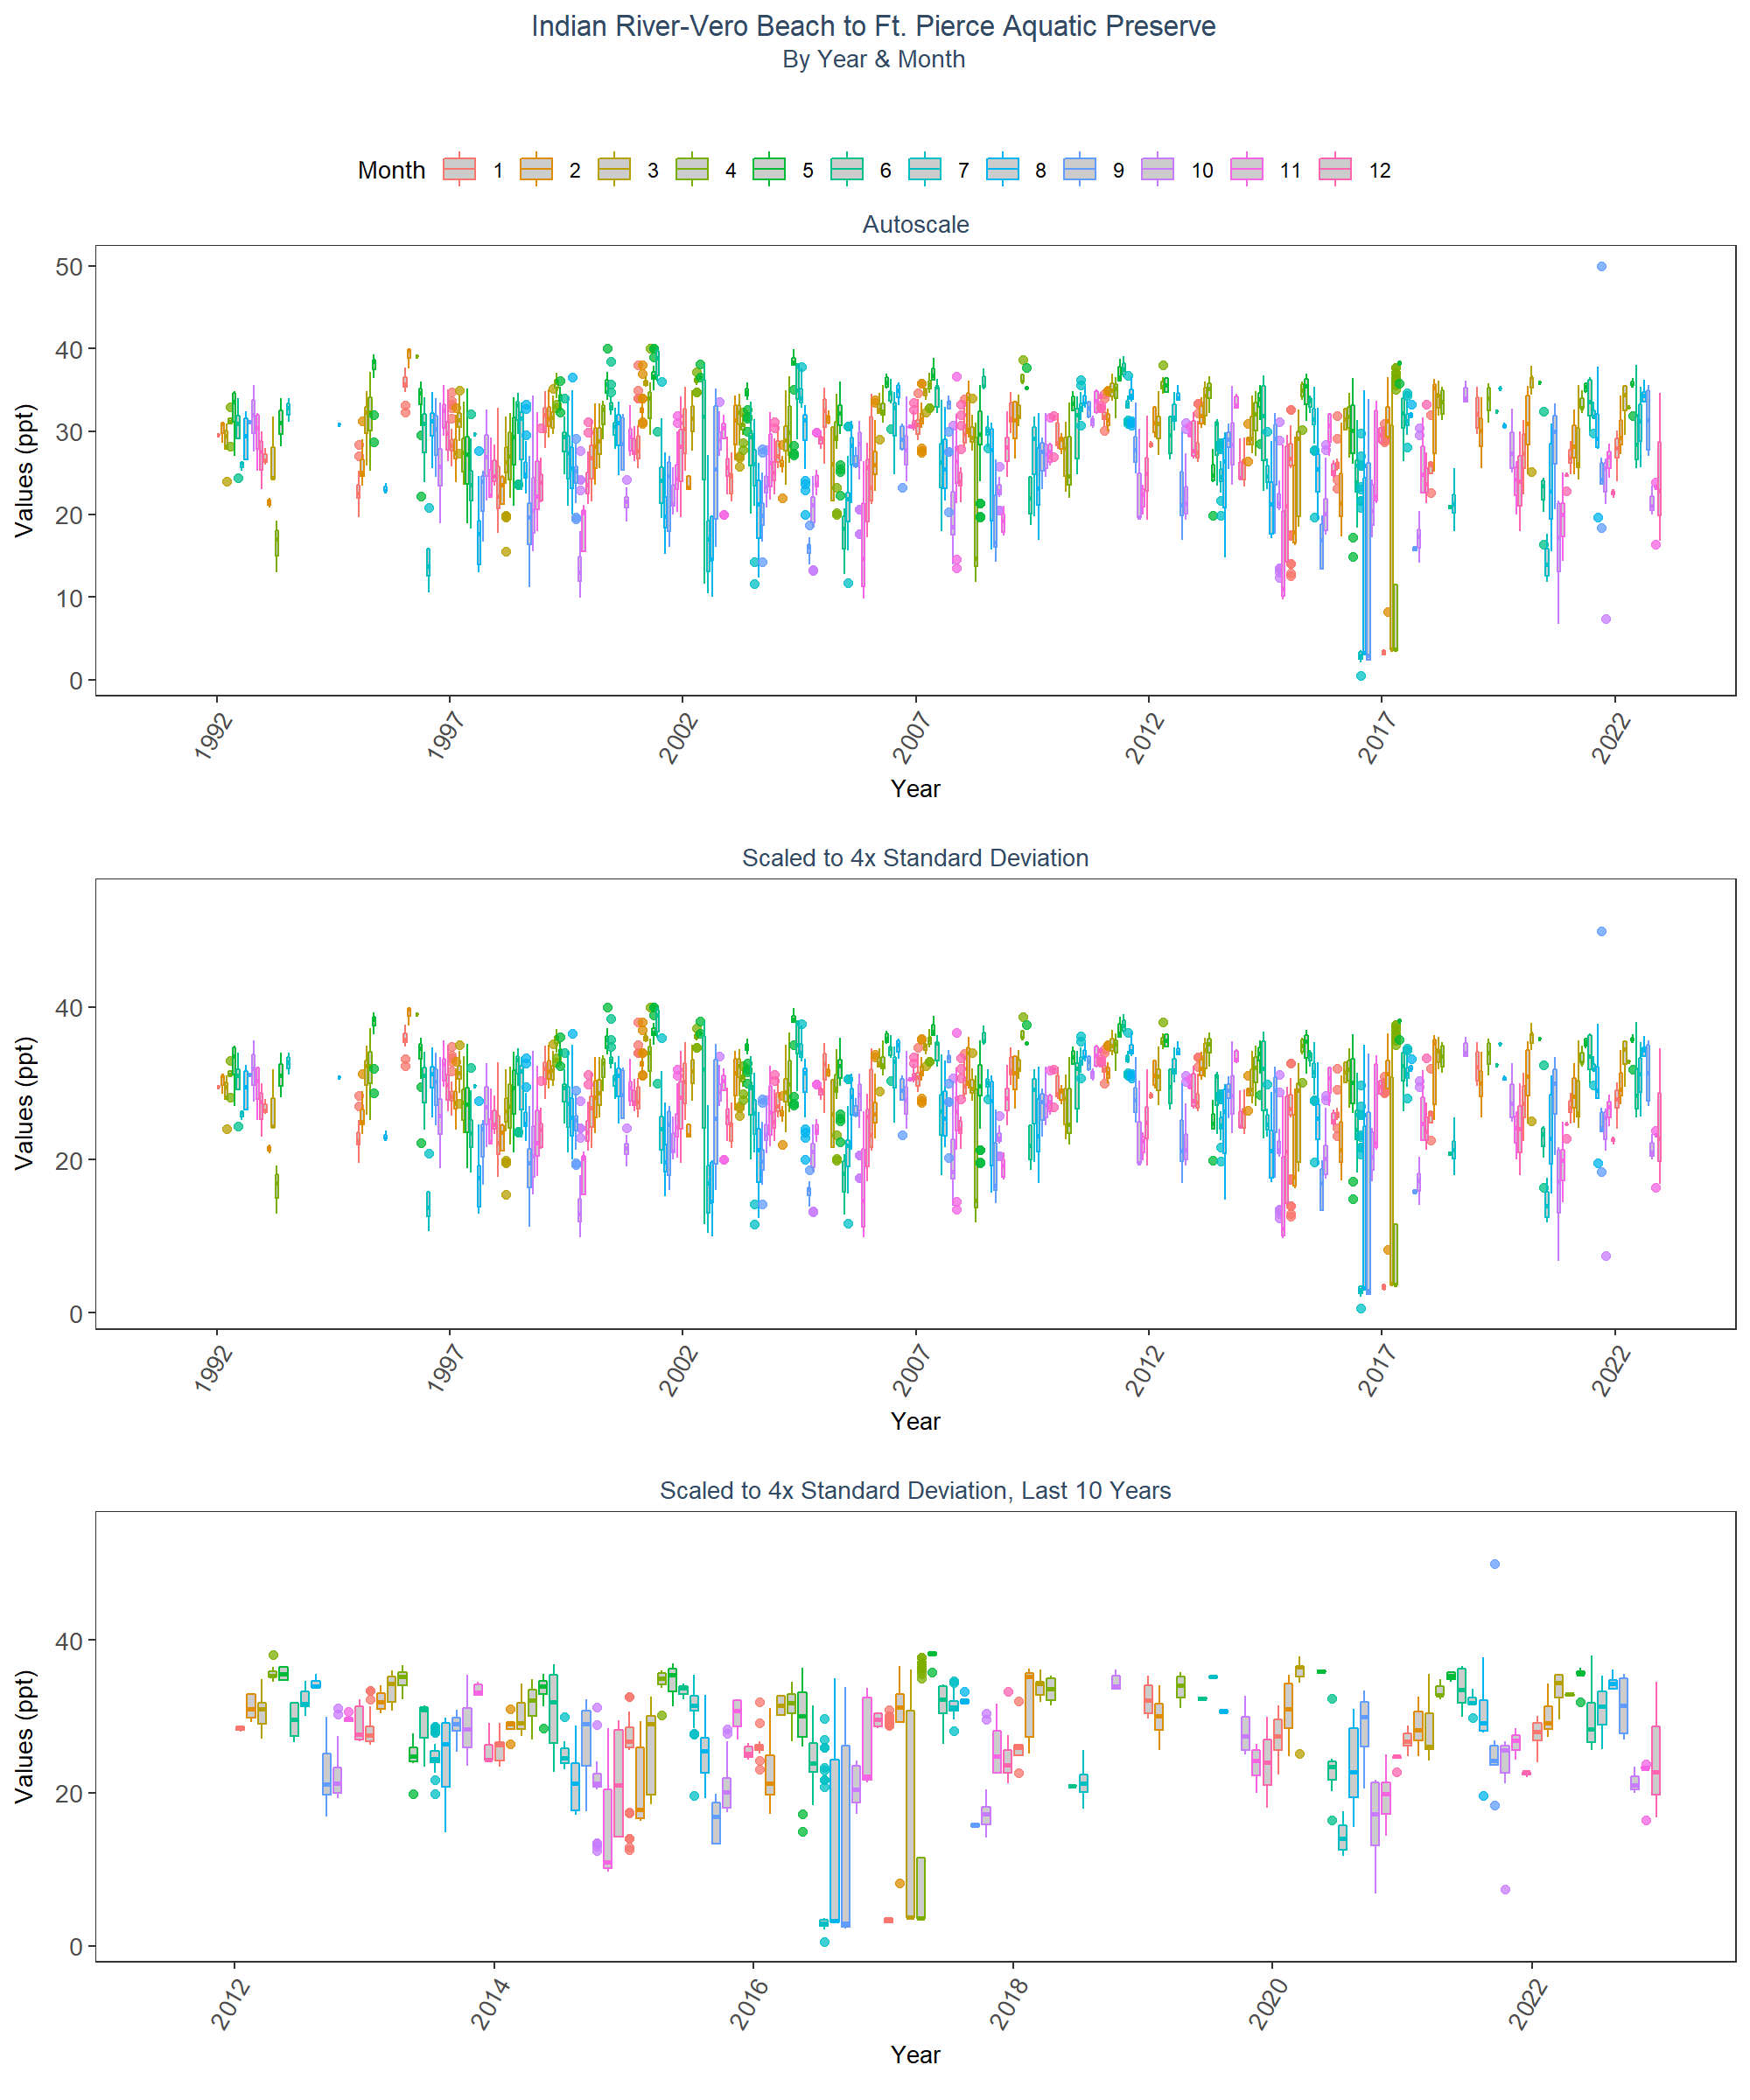 Indian River-Vero Beach to Ft. Pierce Aquatic Preserve
By Year & Month
Month 1 2 3 4 5 6 7 8 9 10 11 12
Autoscale
Values (ppt)
50
40
30
20
10
0
1992 1997 2002 2007 2012 2017 2022
Year
Scaled to 4x Standard Deviation
Values (ppt)
40
20
0
1992 1997 2002 2007 2012 2017 2022
Year
Scaled to 4x Standard Deviation, Last 10 Years
Values (ppt)
40
20
0
2012 2014 2016 2018 2020 2022
Year